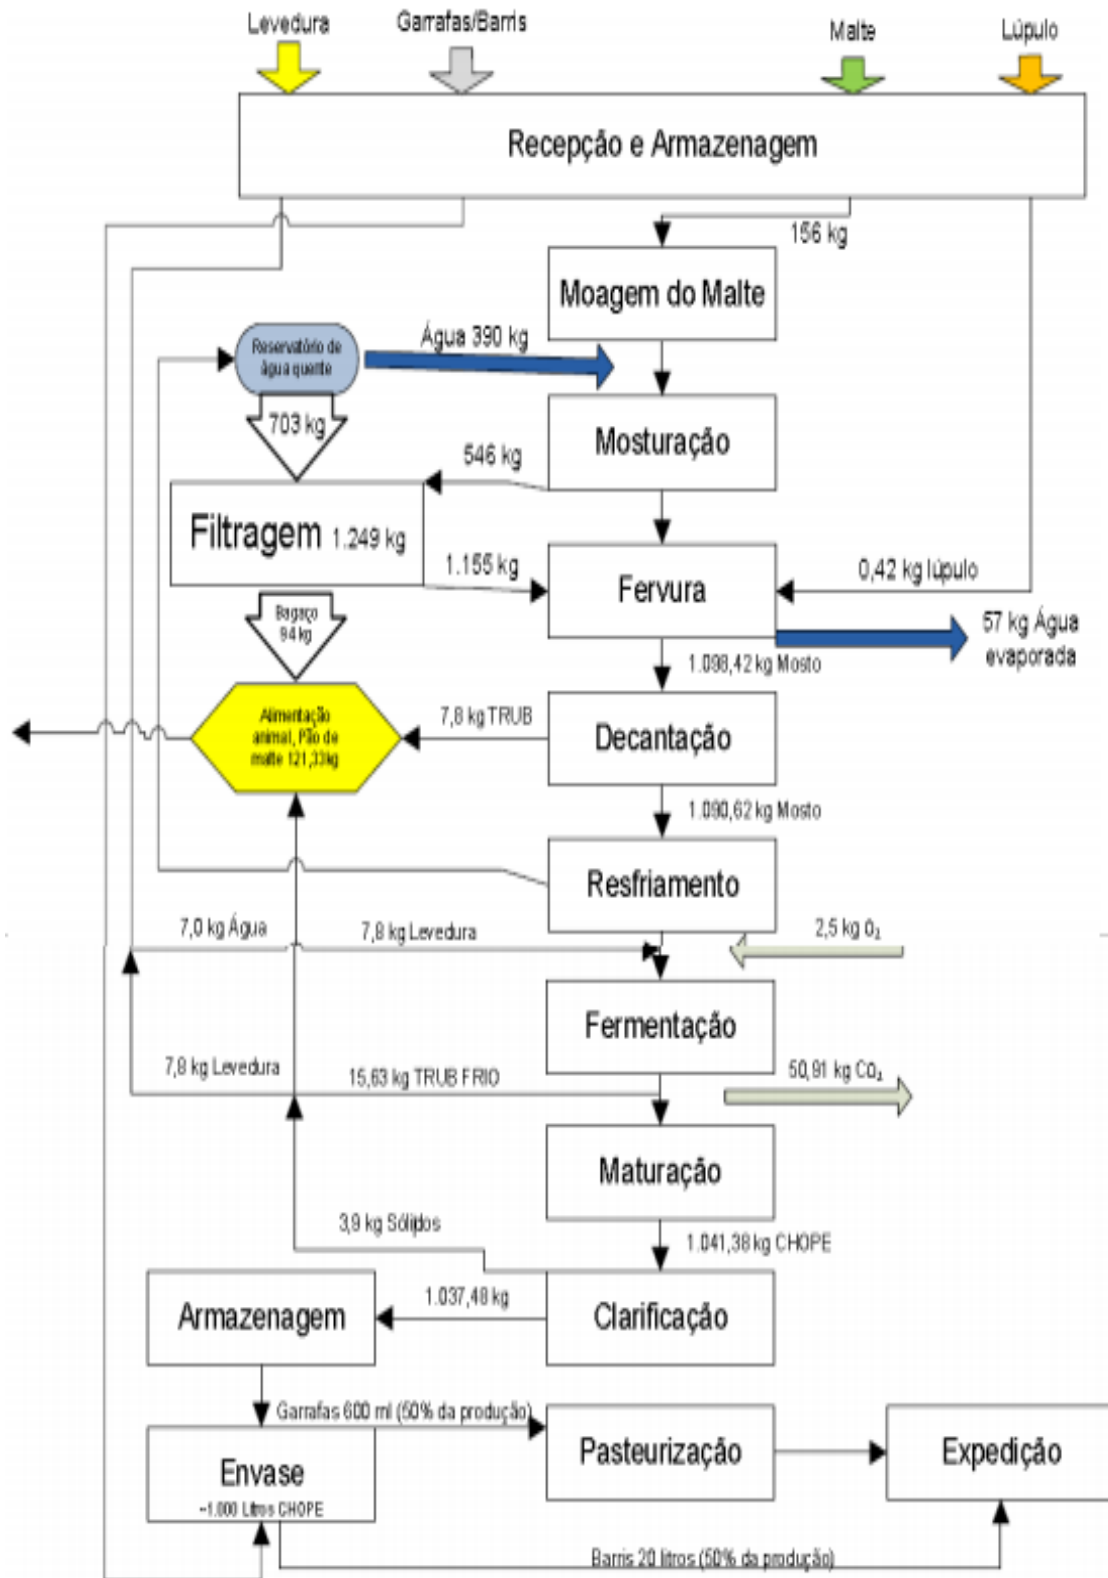 Levedura
Garrafas/Barris
Malte
Lúpulo
Recepção e Armazenagem
156 kg
Moagem do Malte
Reservatório de
água quente
Água 390 kg
703 kg
Mosturação
546 kg
Filtragem 1.249 kg
1.155 kg
Fervura
0,42 kg lúpulo
Bagaço
94 kg
57 kg Água
evaporada
1.098,42 kg Mosto
Alimentação
animal, Pão de
malte 121,33kg
7,8 kg TRUB
Decantação
1.090,62 kg Mosto
Resfriamento
7,0 kg Água
7,8 kg Levedura
2,5 kg O₂
Fermentação
7,8 kg Levedura
15,63 kg TRUB FRIO
50,91 kg CO₂
Maturação
3,9 kg Sólidos
1.041,38 kg CHOPE
Armazenagem
1.037,48 kg
Clarificação
Garrafas 600 ml (50% da produção)
Envase
~1.000 Litros CHOPE
Pasteurização
Expedição
Barris 20 litros (50% da produção)